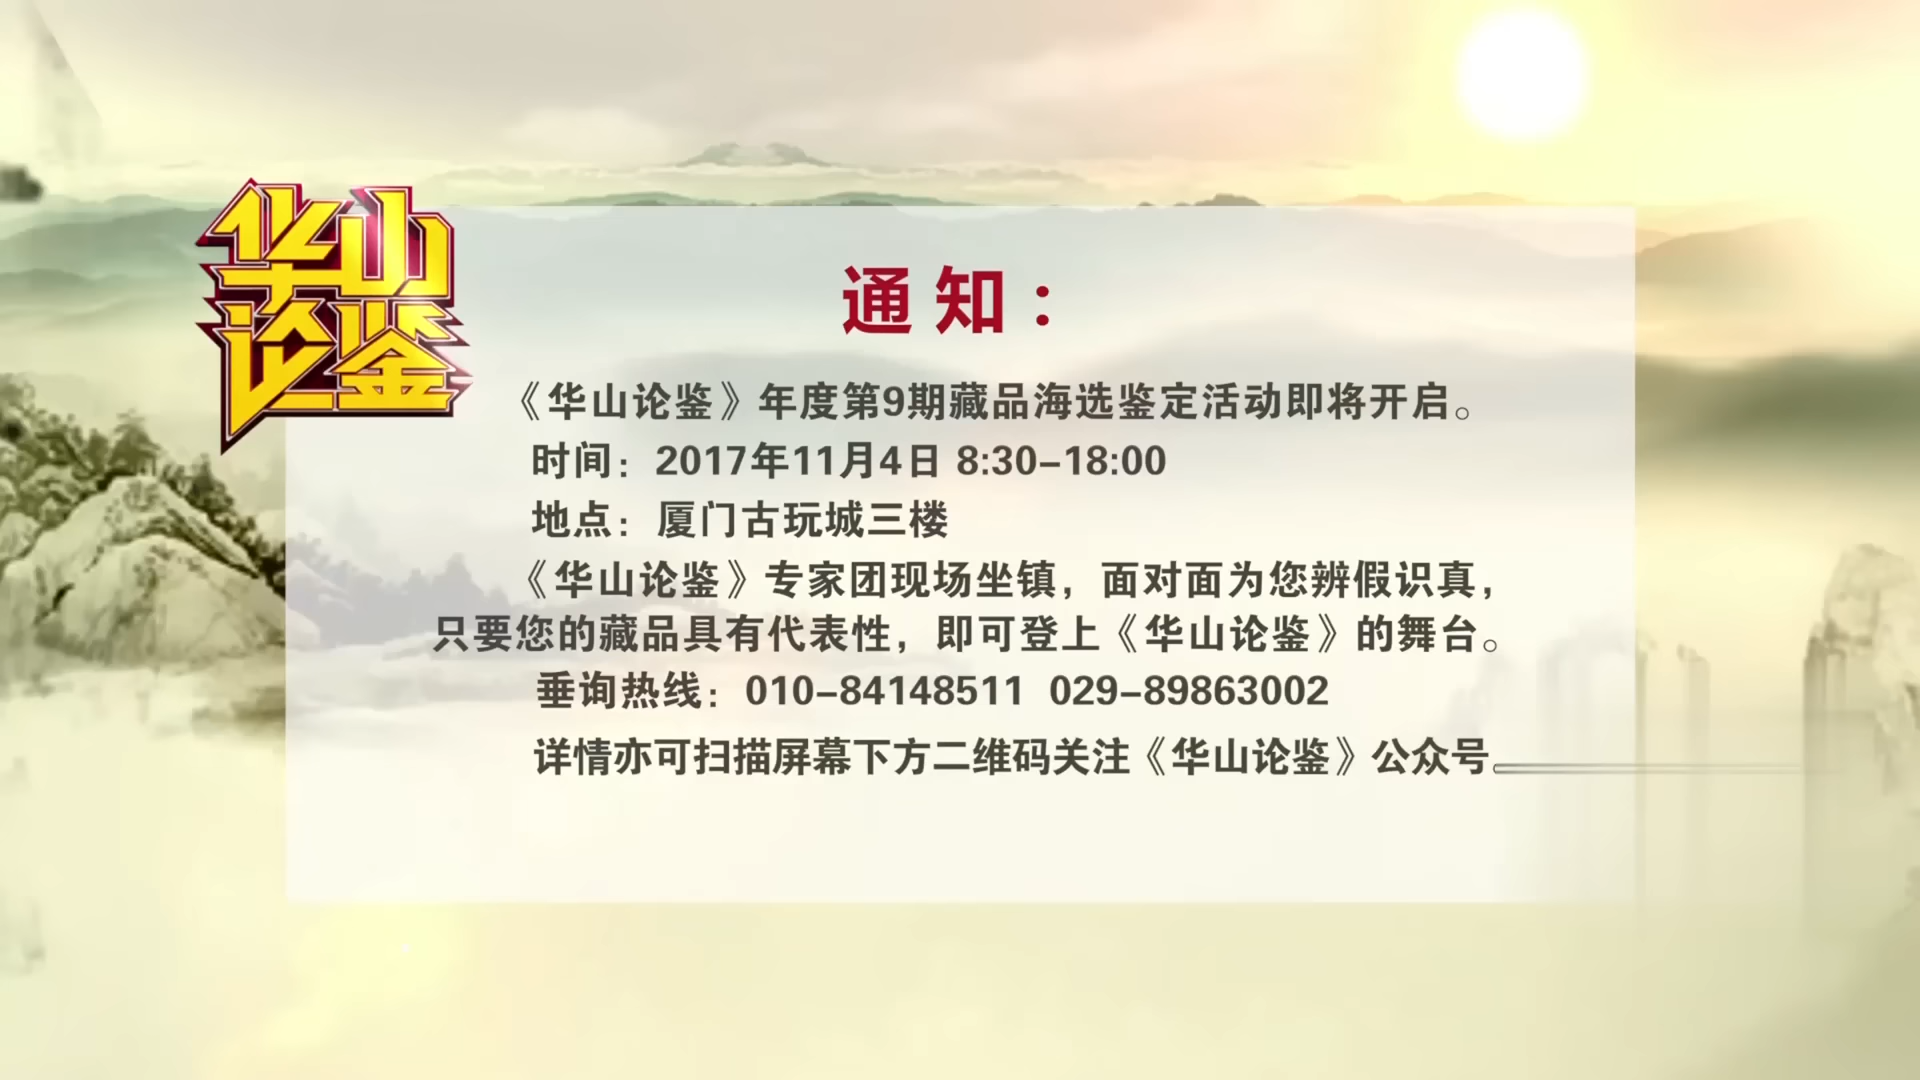 华山论鉴
通知：
《华山论鉴》年度第9期藏品海选鉴定活动即将开启。
时间：2017年11月4日 8:30-18:00
地点：厦门古玩城三楼
《华山论鉴》专家团现场坐镇，面对面为您辨假识真，
只要您的藏品具有代表性，即可登上《华山论鉴》的舞台。
垂询热线：010-84148511 029-89863002
详情亦可扫描屏幕下方二维码关注《华山论鉴》公众号。